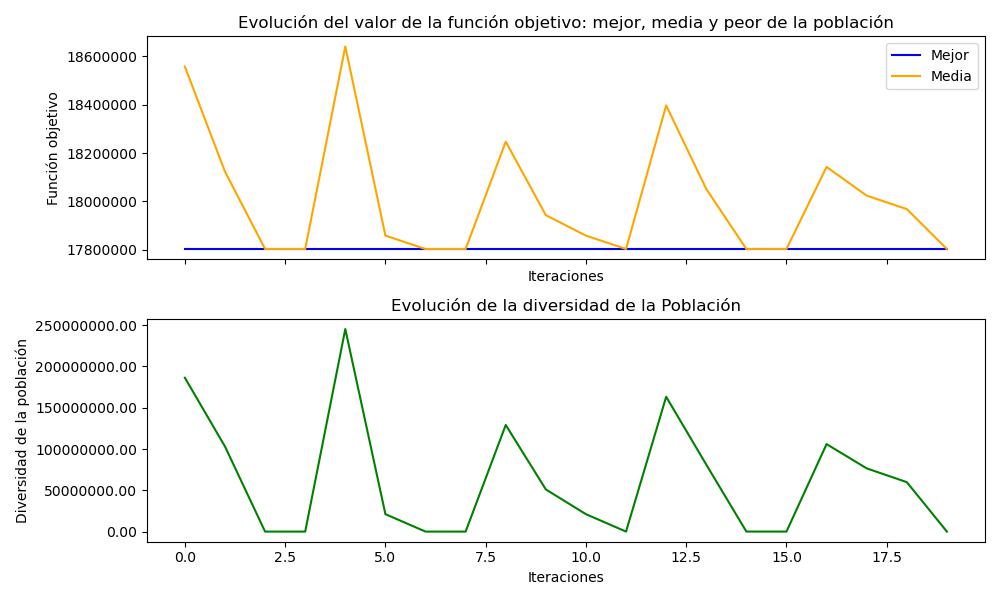 Evolución del valor de la función objetivo: mejor, media y peor de la población
Función objetivo
18600000
18400000
18200000
18000000
17800000
Mejor
Media
Iteraciones
Evolución de la diversidad de la Población
Diversidad de la población
250000000.00
200000000.00
150000000.00
100000000.00
50000000.00
0.00
0.0 2.5 5.0 7.5 10.0 12.5 15.0 17.5
Iteraciones